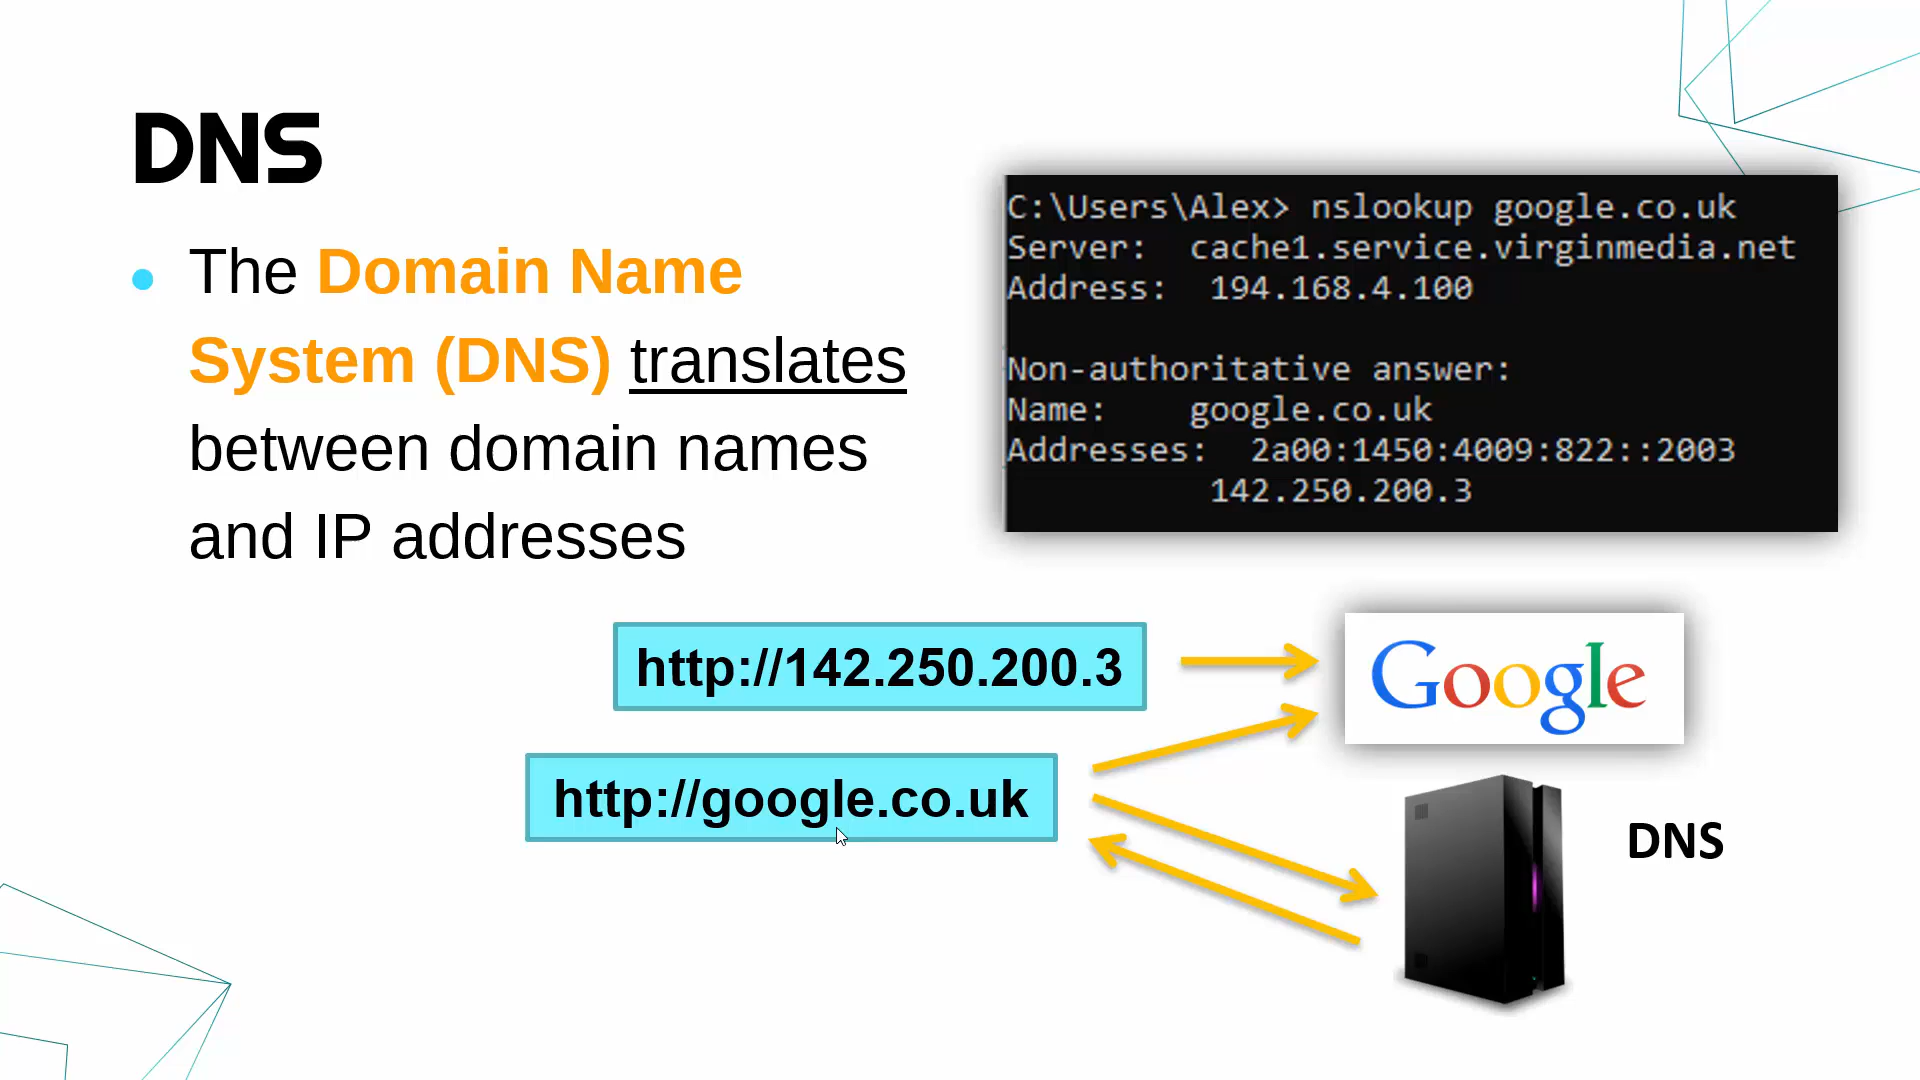 DNS
The Domain Name
System (DNS) translates
between domain names
and IP addresses
C:\Users\Alex> nslookup google.co.uk
Server:  cache1.service.virginmedia.net
Address:  194.168.4.100
Non-authoritative answer:
Name:    google.co.uk
Addresses:  2a00:1450:4009:822::2003
142.250.200.3
http://142.250.200.3
Google
http://google.co.uk
DNS